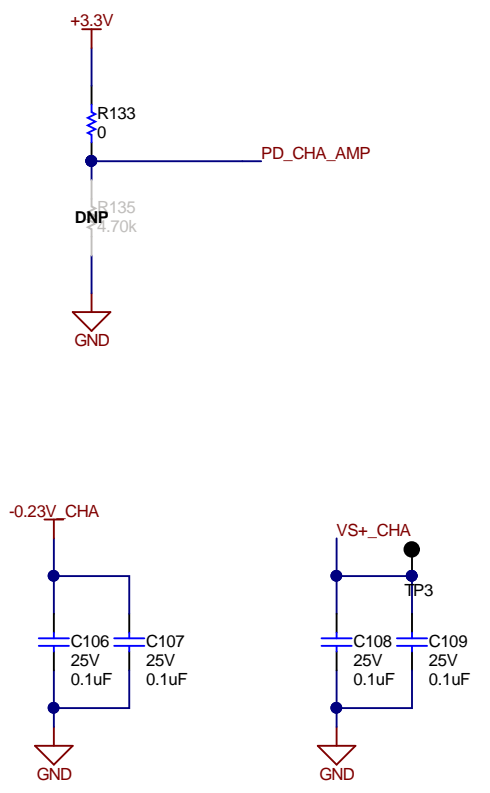 +3.3V
R133
0
PD_CHA_AMP
R135
DNP
4.70k
GND
-0.23V_CHA
VS+_CHA
TP3
C106
25V
0.1uF
C107
25V
0.1uF
C108
25V
0.1uF
C109
25V
0.1uF
GND
GND